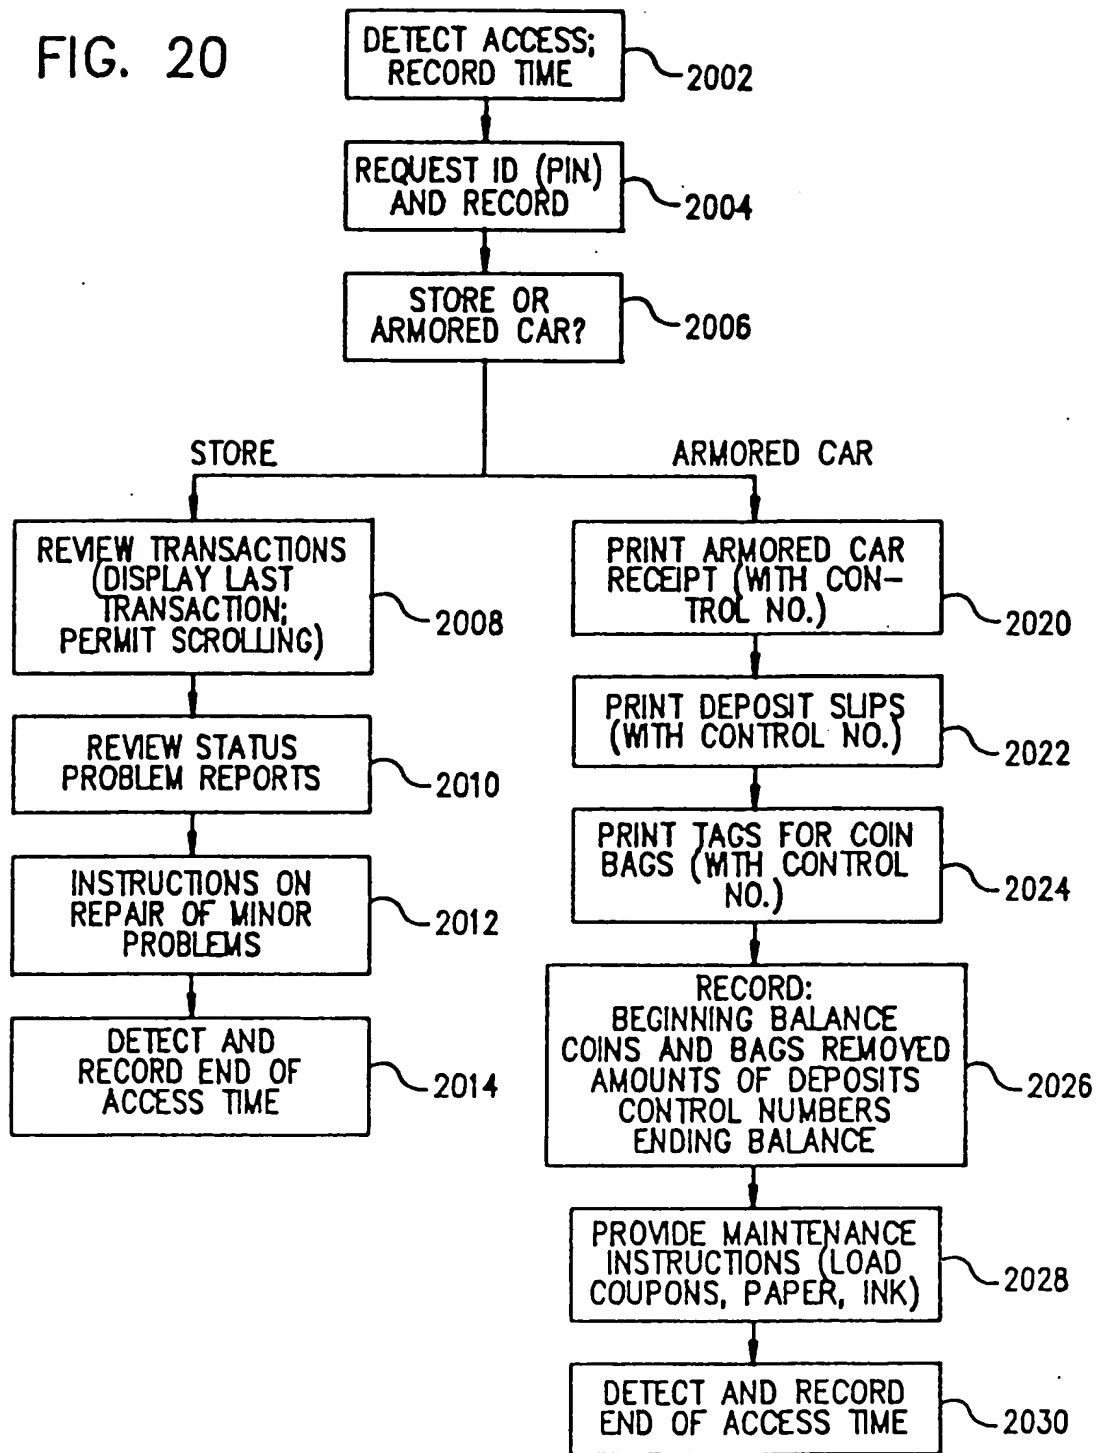 FIG. 20
DETECT ACCESS;
RECORD TIME
2002
REQUEST ID (PIN)
AND RECORD
2004
STORE OR
ARMORED CAR?
2006
STORE
ARMORED CAR
REVIEW TRANSACTIONS
(DISPLAY LAST
TRANSACTION;
PERMIT SCROLLING)
2008
REVIEW STATUS
PROBLEM REPORTS
2010
INSTRUCTIONS ON
REPAIR OF MINOR
PROBLEMS
2012
DETECT AND
RECORD END OF
ACCESS TIME
2014
PRINT ARMORED CAR
RECEIPT (WITH CON-
TROL NO.)
2020
PRINT DEPOSIT SLIPS
(WITH CONTROL NO.)
2022
PRINT TAGS FOR COIN
BAGS (WITH CONTROL
NO.)
2024
RECORD:
BEGINNING BALANCE
COINS AND BAGS REMOVED
AMOUNTS OF DEPOSITS
CONTROL NUMBERS
ENDING BALANCE
2026
PROVIDE MAINTENANCE
INSTRUCTIONS (LOAD
COUPONS, PAPER, INK)
2028
DETECT AND RECORD
END OF ACCESS TIME
2030